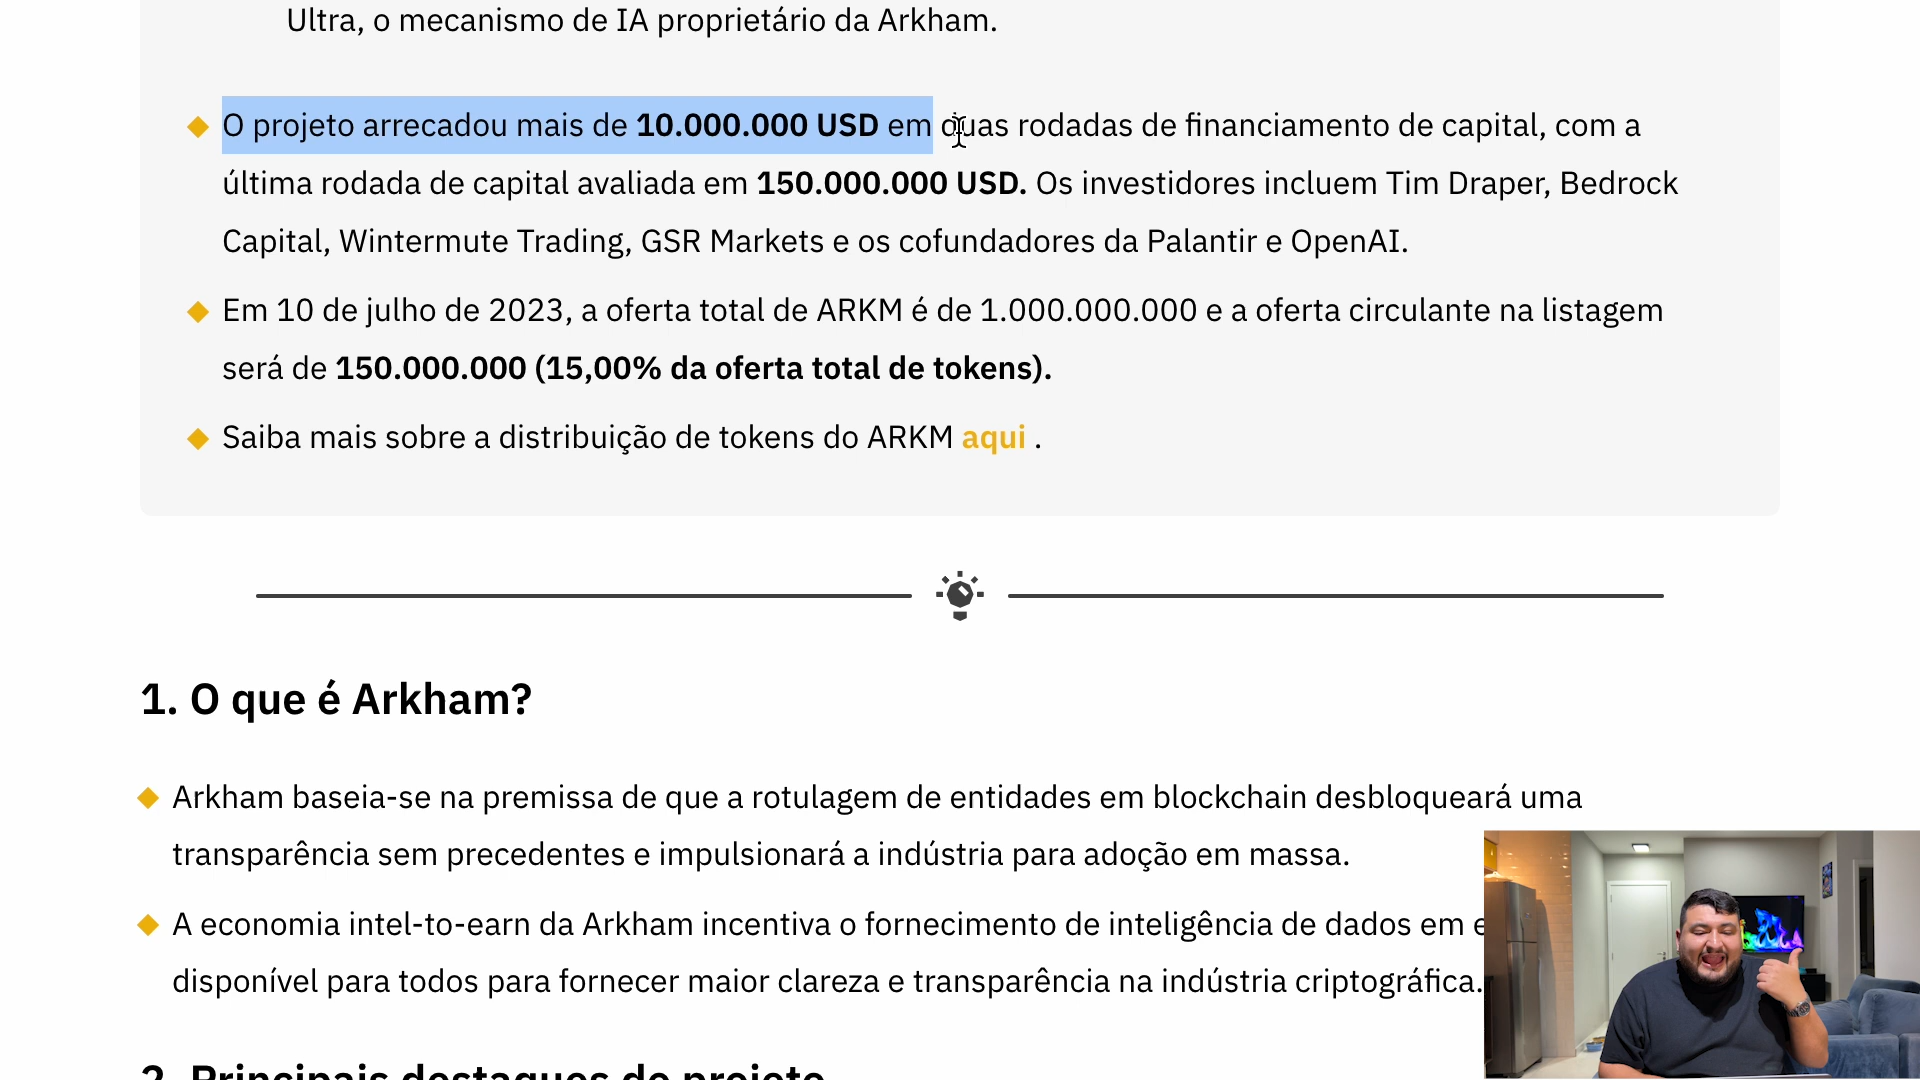 Ultra, o mecanismo de IA proprietário da Arkham.
O projeto arrecadou mais de 10.000.000 USD em duas rodadas de financiamento de capital, com a
última rodada de capital avaliada em 150.000.000 USD. Os investidores incluem Tim Draper, Bedrock
Capital, Wintermute Trading, GSR Markets e os cofundadores da Palantir e OpenAI.
Em 10 de julho de 2023, a oferta total de ARKM é de 1.000.000.000 e a oferta circulante na listagem
será de 150.000.000 (15,00% da oferta total de tokens).
Saiba mais sobre a distribuição de tokens do ARKM aqui .
1. O que é Arkham?
Arkham baseia-se na premissa de que a rotulagem de entidades em blockchain desbloqueará uma
transparência sem precedentes e impulsionará a indústria para adoção em massa.
A economia intel-to-earn da Arkham incentiva o fornecimento de inteligência de dados em
disponível para todos para fornecer maior clareza e transparência na indústria criptográfica.
2. Principais destaques do projeto